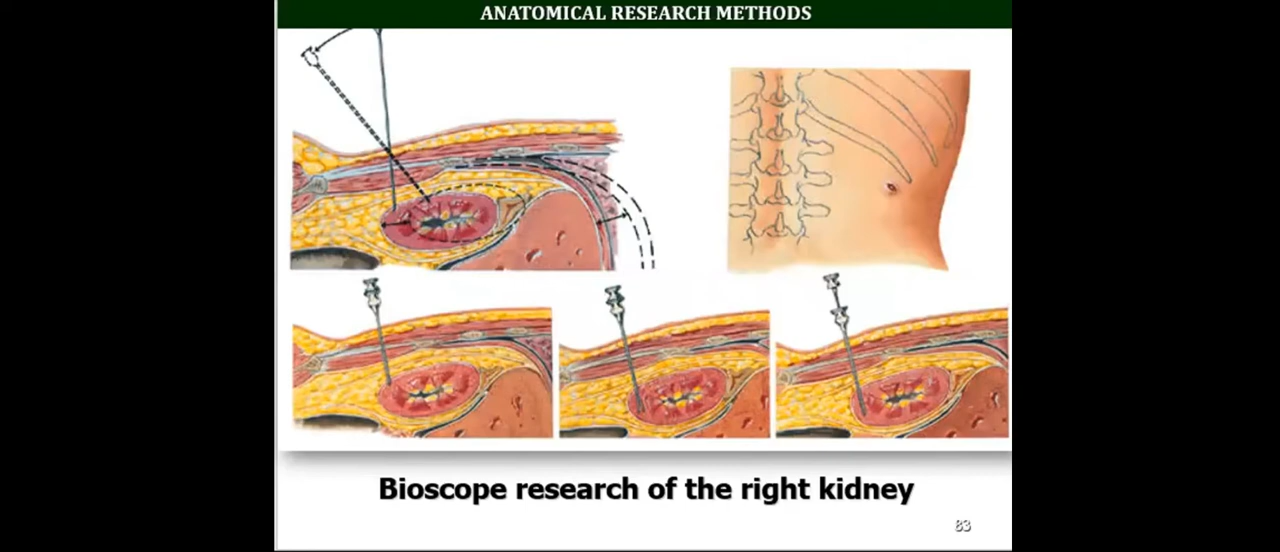 ANATOMICAL RESEARCH METHODS
Bioscope research of the right kidney
83